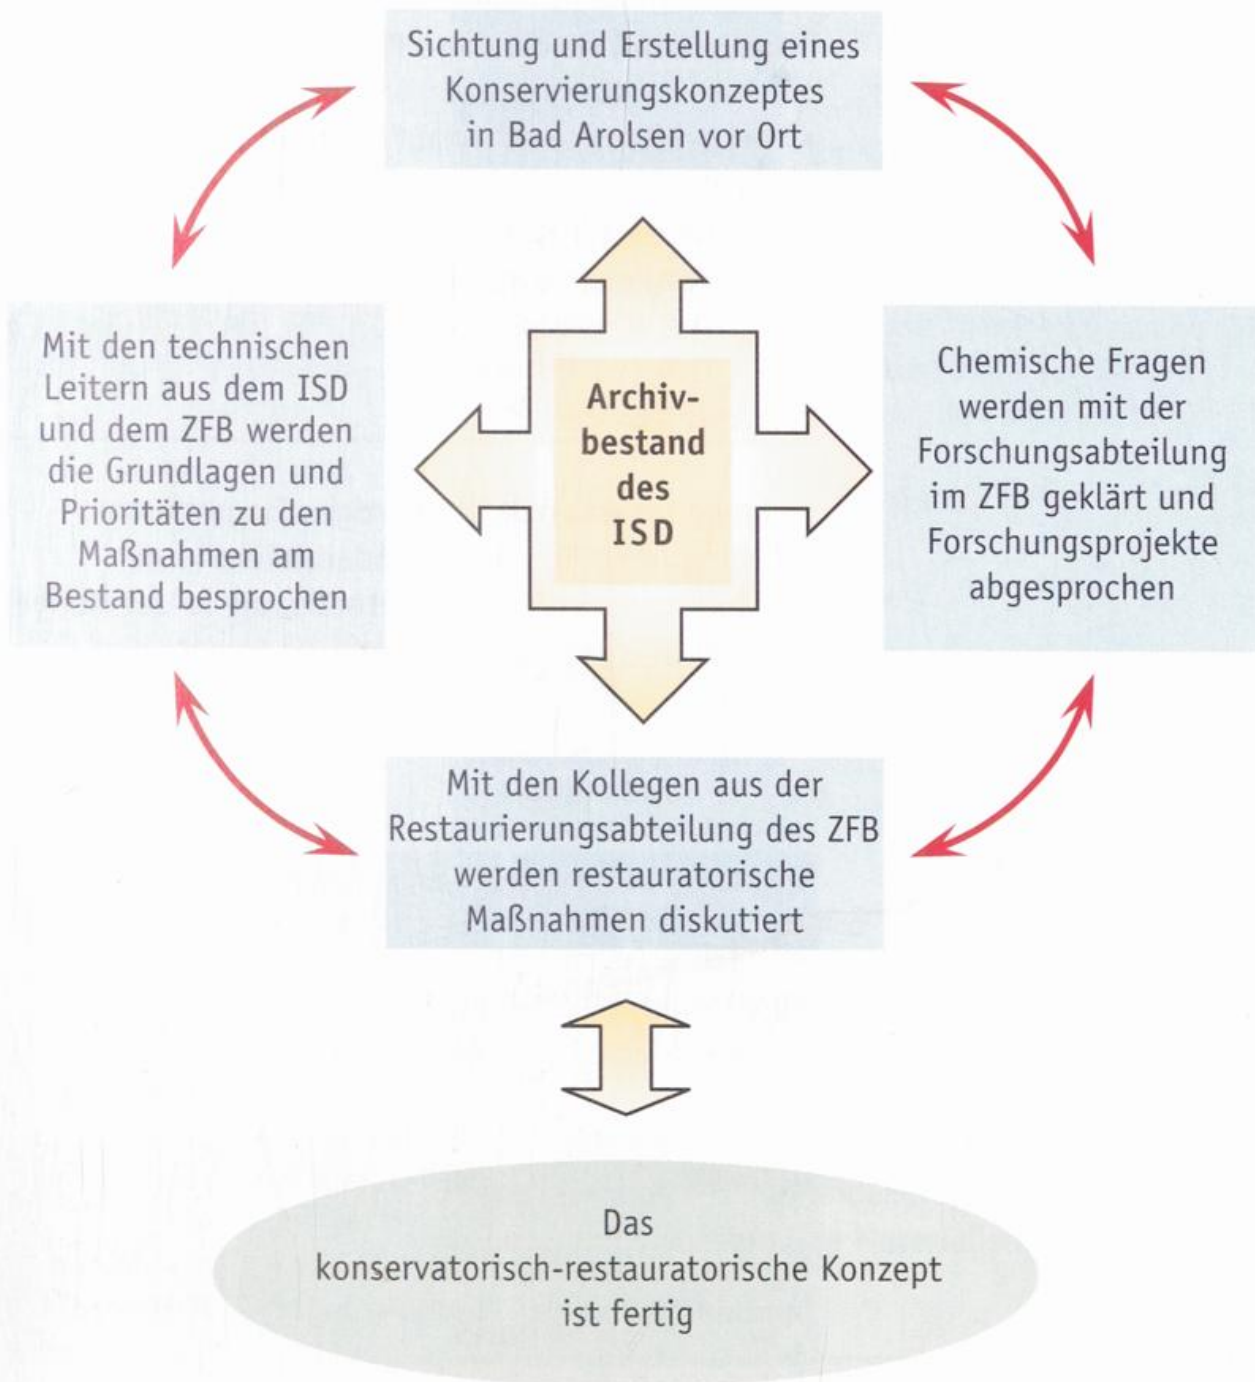 Sichtung und Erstellung eines
Konservierungskonzeptes
in Bad Arolsen vor Ort
Mit den technischen
Leitern aus dem ISD
und dem ZFB werden
die Grundlagen und
Prioritäten zu den
Maßnahmen am
Bestand besprochen
Archiv-
bestand
des
ISD
Chemische Fragen
werden mit der
Forschungsabteilung
im ZFB geklärt und
Forschungsprojekte
abgesprochen
Mit den Kollegen aus der
Restaurierungsabteilung des ZFB
werden restauratorische
Maßnahmen diskutiert
Das
konservatorisch-restauratorische Konzept
ist fertig